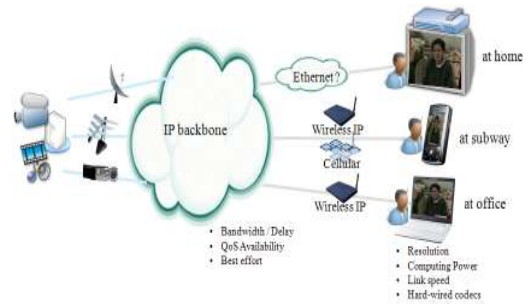 Ethernet ?
at home
IP backbone
Wireless IP
Cellular
at subway
Wireless IP
at office
• Bandwidth / Delay
• QoS Availability
• Best effort
• Resolution
• Computing Power
• Link speed
• Hard-wired codecs